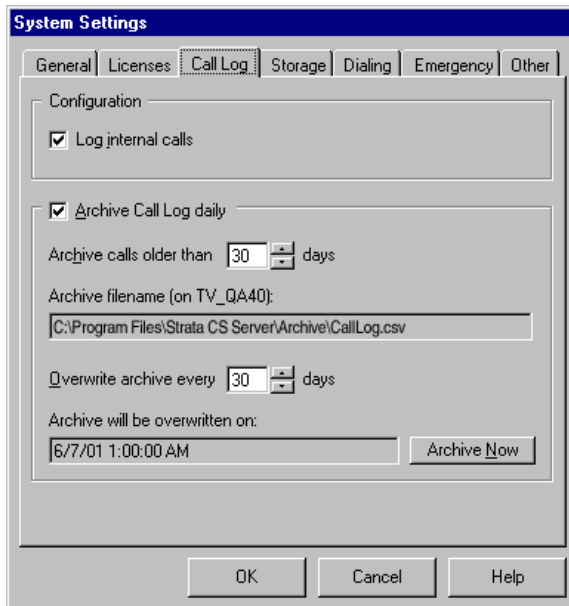 System Settings
General Licenses Call Log Storage Dialing Emergency Other
Configuration
Log internal calls
Archive Call Log daily
Archive calls older than 30 days
Archive filename (on TV_QA40):
C:\Program Files\Strata CS Server\Archive\CallLog.csv
Overwrite archive every 30 days
Archive will be overwritten on:
6/7/01 1:00:00 AM Archive Now
OK Cancel Help